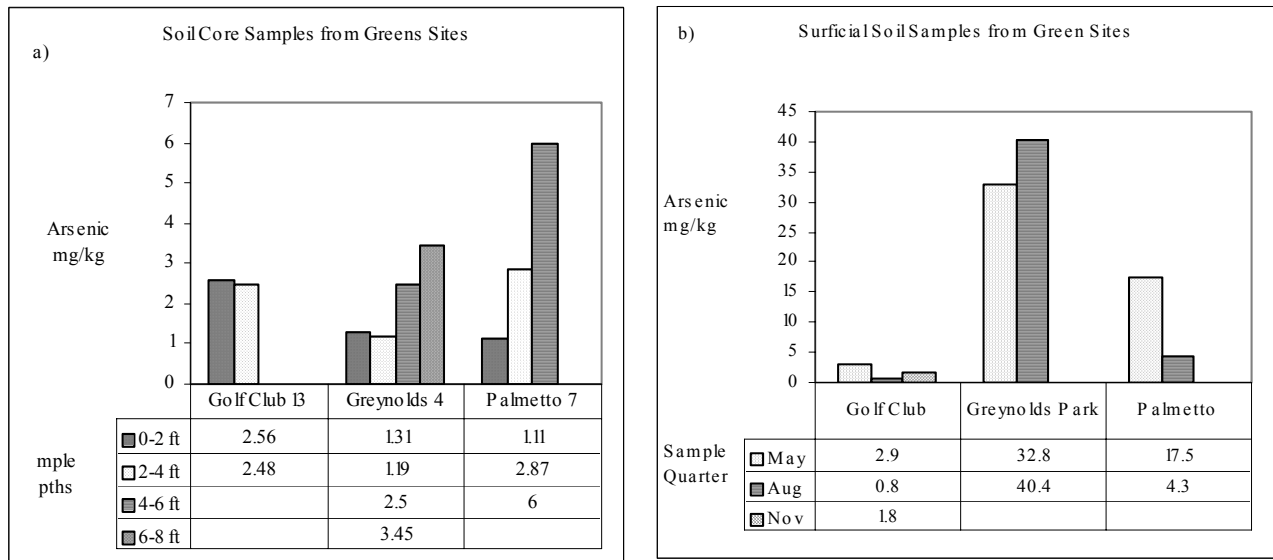 a)
Soil Core Samples from Greens Sites
7
6
5
4
3
2
1
0
Arsenic
mg/kg
Golf Club 13 Greynolds 4 Palmetto 7
mple
pths
0-2 ft 2.56 1.31 1.11
2-4 ft 2.48 1.19 2.87
4-6 ft 2.5 6
6-8 ft 3.45
b)
Surficial Soil Samples from Green Sites
45
40
35
30
25
20
15
10
5
0
Arsenic
mg/kg
Golf Club Greynolds Park Palmetto
Sample
Quarter
May 2.9 32.8 17.5
Aug 0.8 40.4 4.3
Nov 1.8